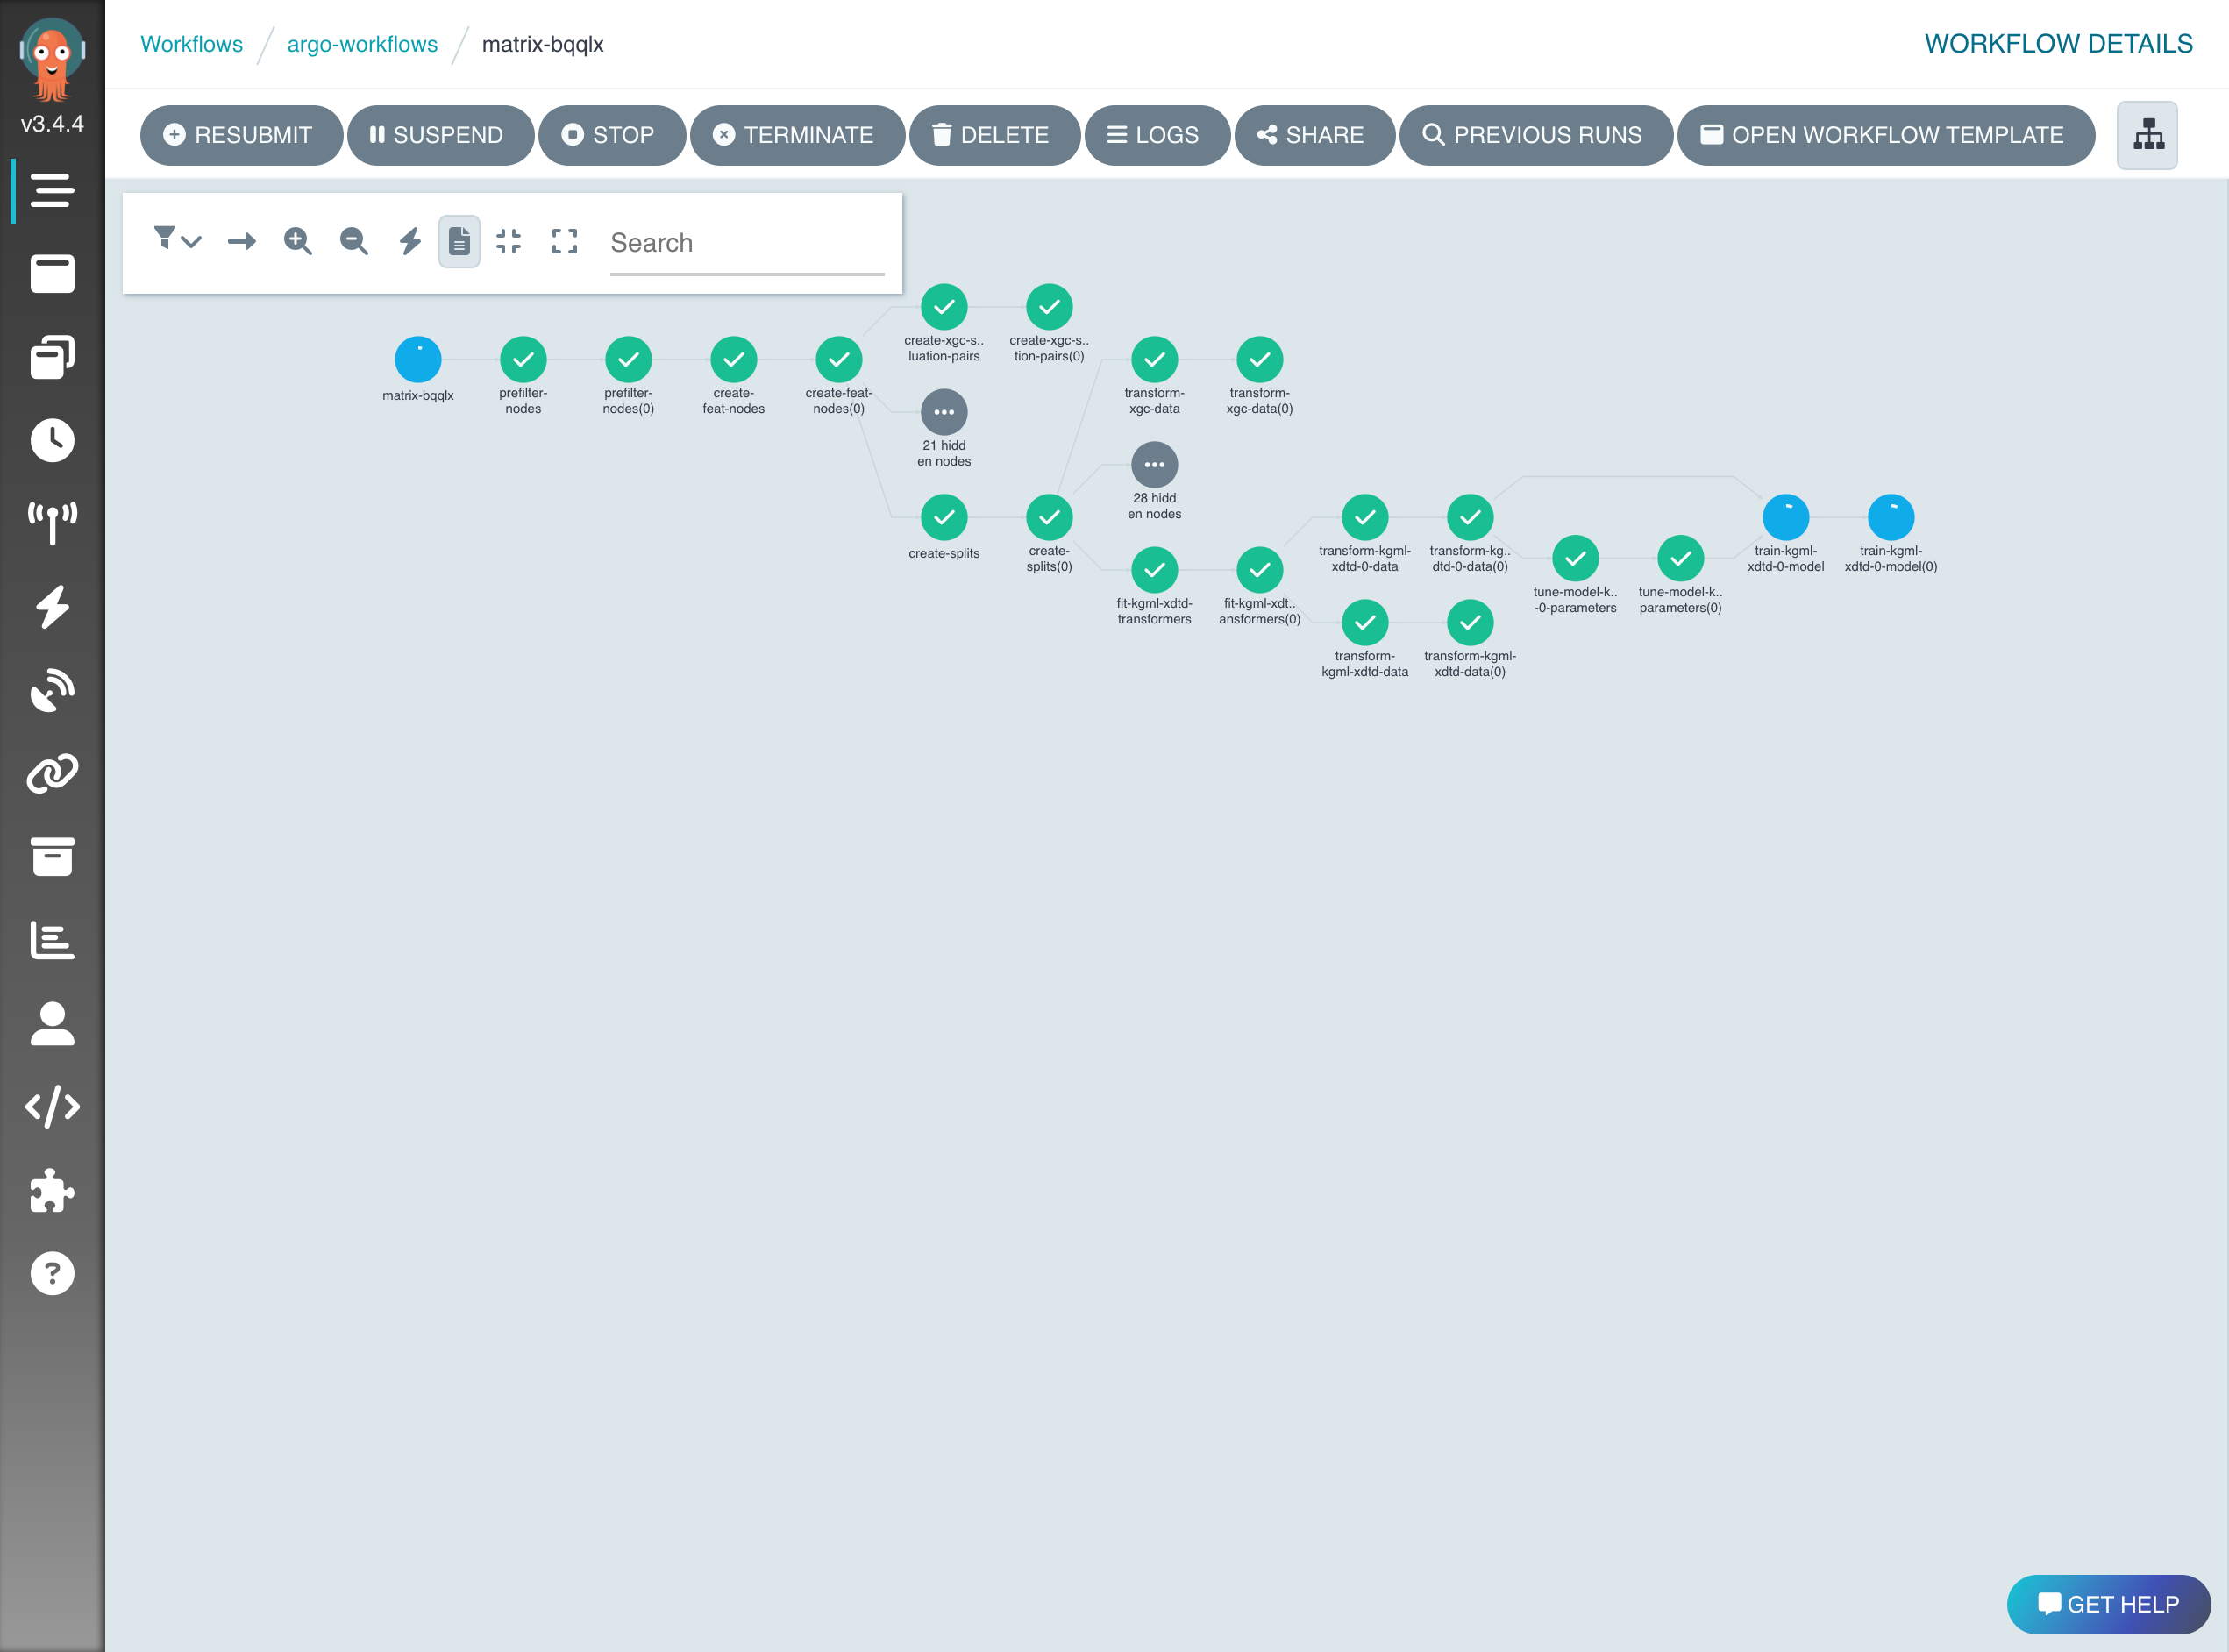 v3.4.4
Workflows / argo-workflows / matrix-bqqlx
WORKFLOW DETAILS
RESUBMIT
SUSPEND
STOP
TERMINATE
DELETE
LOGS
SHARE
PREVIOUS RUNS
OPEN WORKFLOW TEMPLATE
Search
matrix-bqqlx
prefilter-
nodes
prefilter-
nodes(0)
create-
feat-nodes
create-feat-
nodes(0)
create-xgc-s..
luation-pairs
create-xgc-s..
tion-pairs(0)
21 hidd
en nodes
create-splits
create-
splits(0)
transform-
xgc-data
transform-
xgc-data(0)
28 hidd
en nodes
fit-kgml-xdtd-
transformers
fit-kgml-xdt..
ansformers(0)
transform-kgml-
xdtd-0-data
transform-kg..
dtd-0-data(0)
transform-
kgml-xdtd-data
transform-kgml-
xdtd-data(0)
tune-model-k..
-0-parameters
tune-model-k..
parameters(0)
train-kgml-
xdtd-0-model
train-kgml-
xdtd-0-model(0)
GET HELP